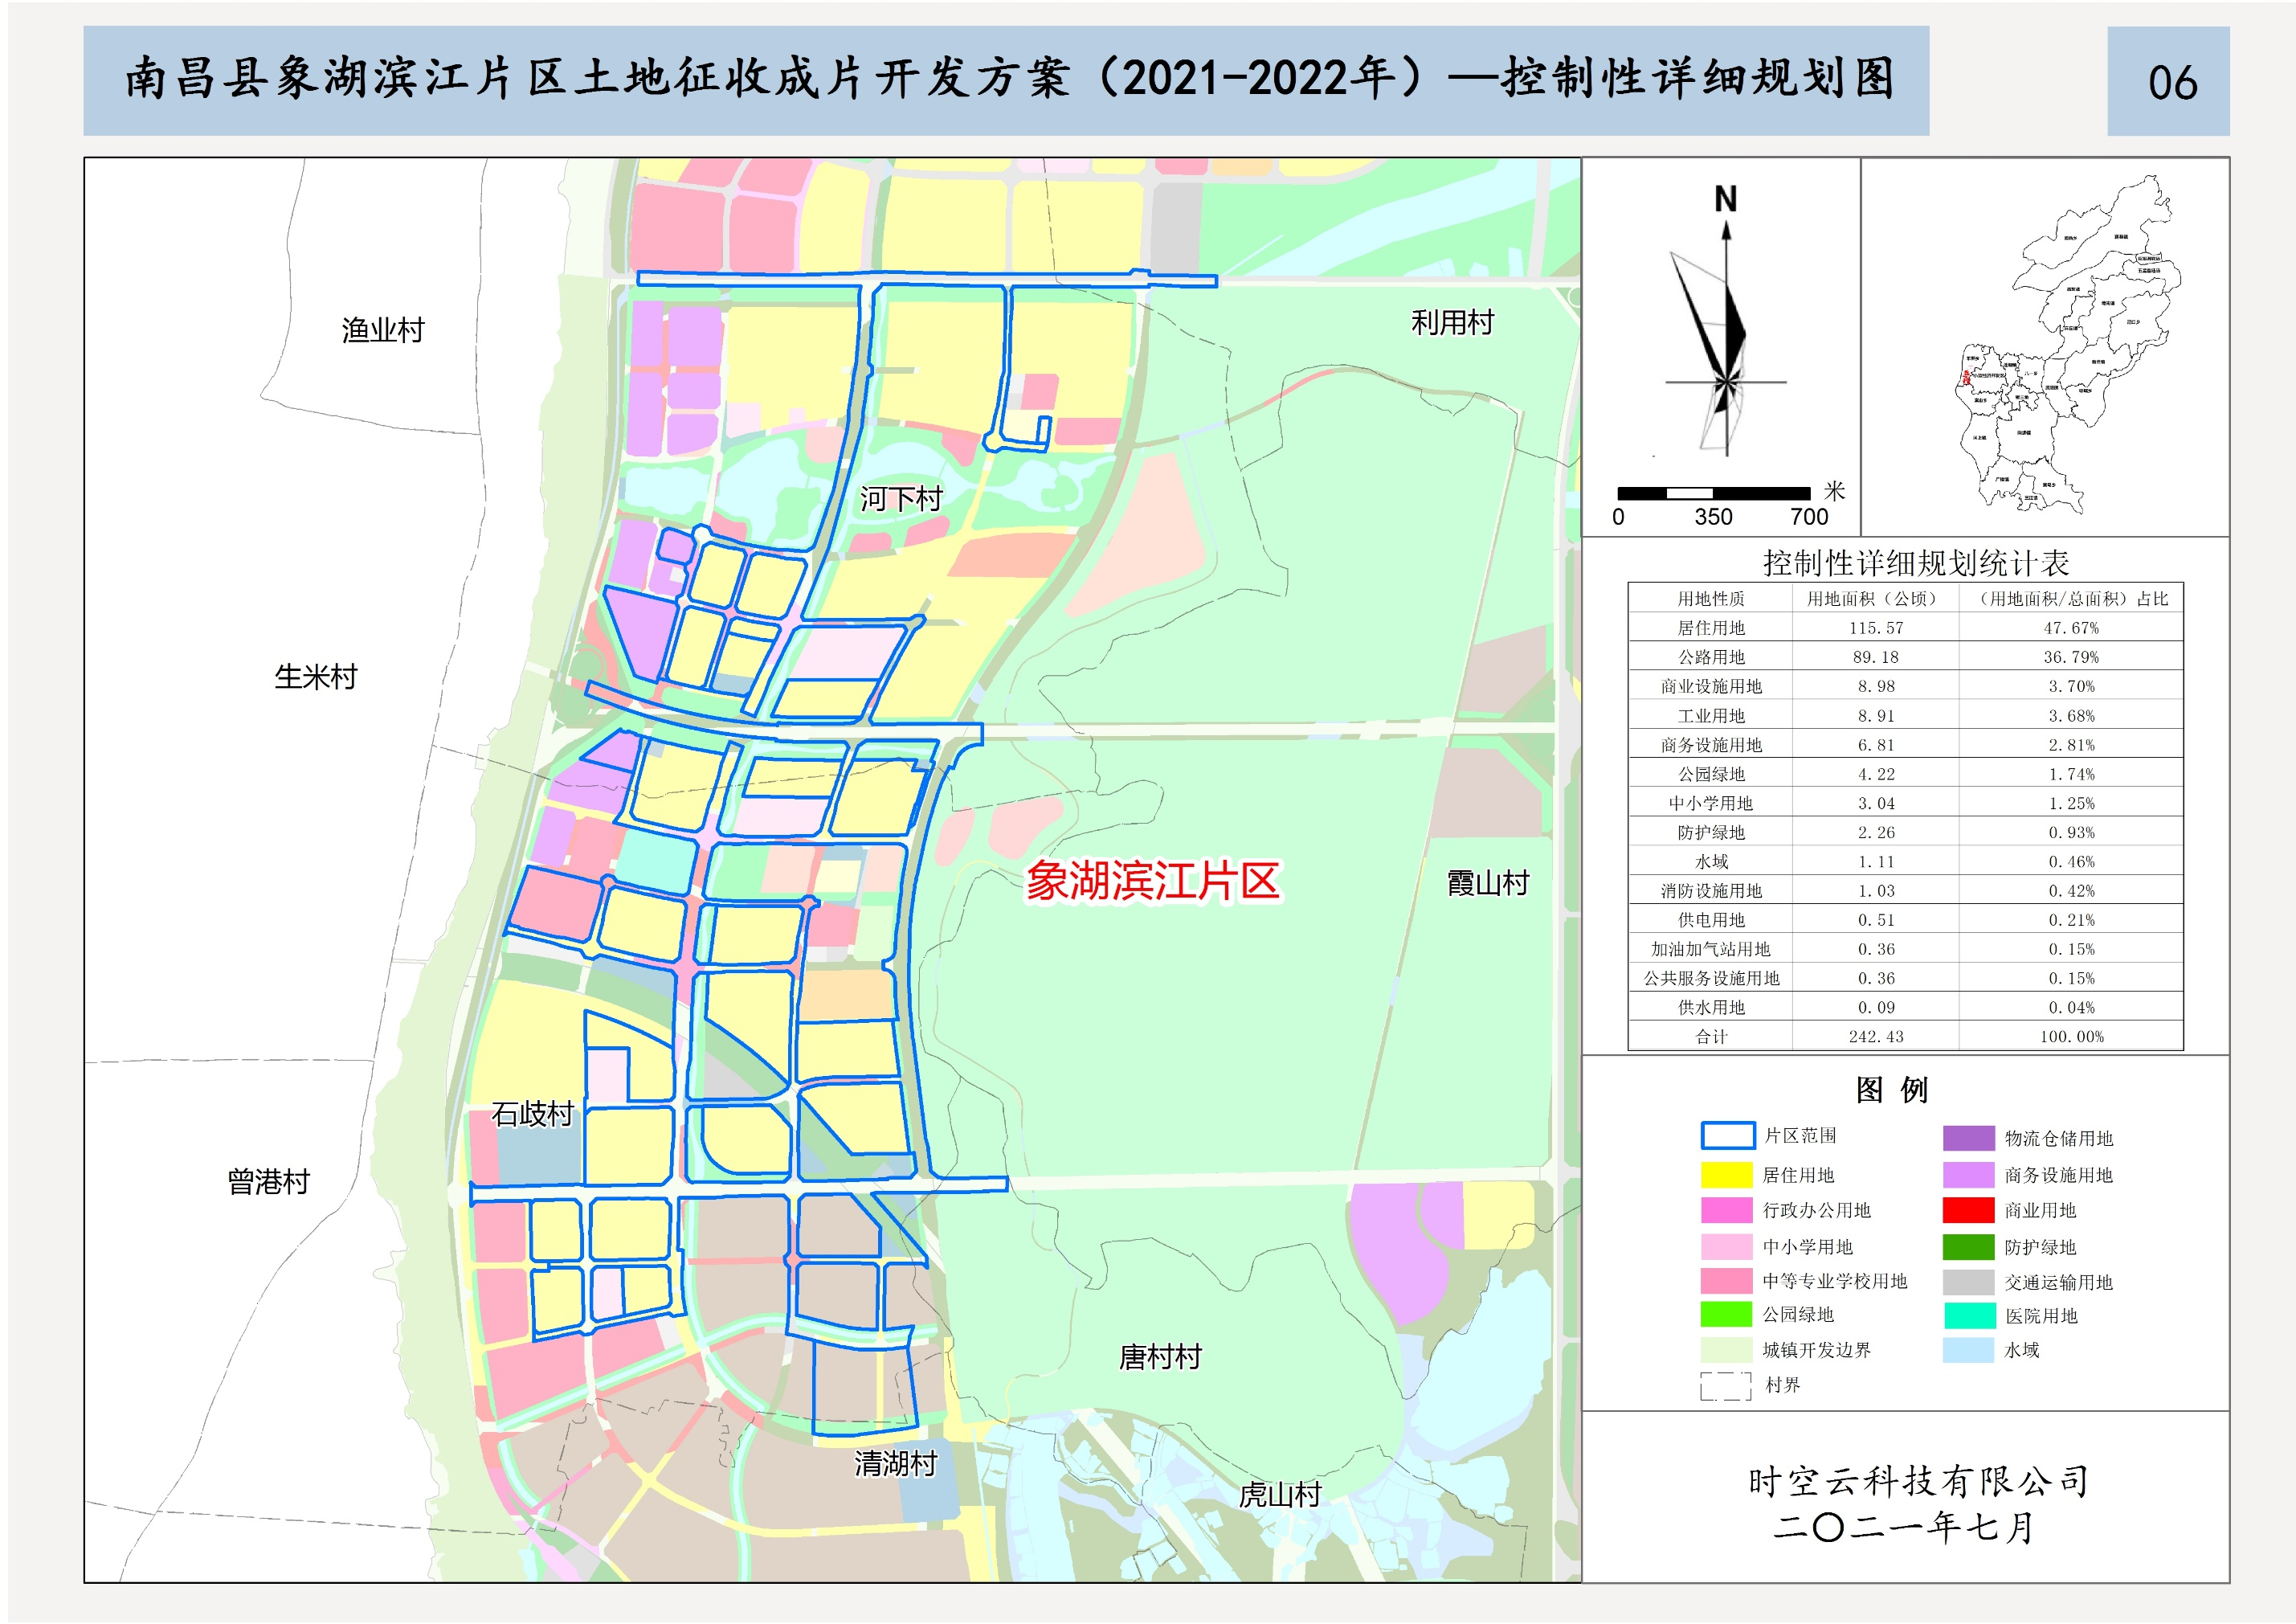 南昌县象湖滨江片区土地征收成片开发方案（2021-2022年）—控制性详细规划图
06
渔业村
利用村
河下村
生米村
象湖滨江片区
霞山村
石歧村
曾港村
唐村村
清湖村
虎山村
N
米
0 350 700
控制性详细规划统计表
用地性质 用地面积（公顷） （用地面积/总面积）占比
居住用地 115.57 47.67%
公路用地 89.18 36.79%
商业设施用地 8.98 3.70%
工业用地 8.91 3.68%
商务设施用地 6.81 2.81%
公园绿地 4.22 1.74%
中小学用地 3.04 1.25%
防护绿地 2.26 0.93%
水域 1.11 0.46%
消防设施用地 1.03 0.42%
供电用地 0.51 0.21%
加油加气站用地 0.36 0.15%
公共服务设施用地 0.36 0.15%
供水用地 0.09 0.04%
合计 242.43 100.00%
图 例
片区范围 物流仓储用地
居住用地 商务设施用地
行政办公用地 商业用地
中小学用地 防护绿地
中等专业学校用地 交通运输用地
公园绿地 医院用地
城镇开发边界 水域
村界
时空云科技有限公司
二〇二一年七月